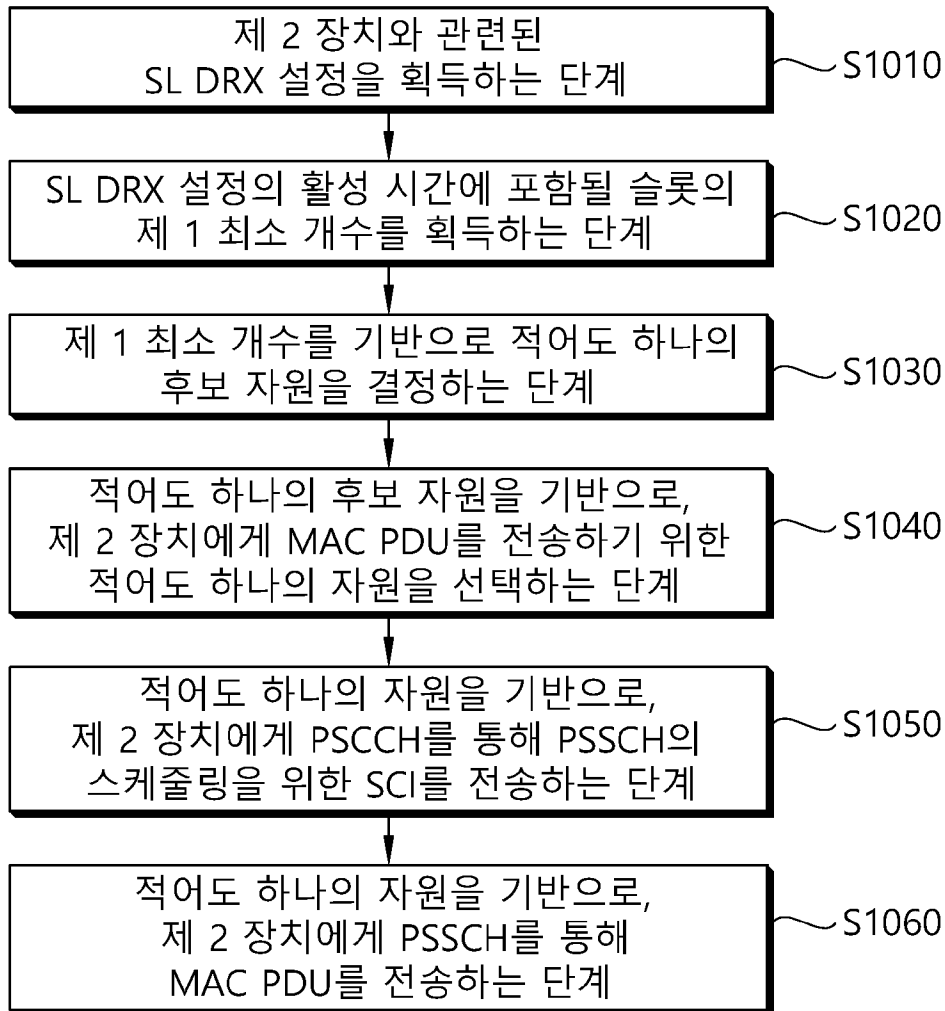 제 2 장치와 관련된
SL DRX 설정을 획득하는 단계
S1010
SL DRX 설정의 활성 시간에 포함될 슬롯의
제 1 최소 개수를 획득하는 단계
S1020
제 1 최소 개수를 기반으로 적어도 하나의
후보 자원을 결정하는 단계
S1030
적어도 하나의 후보 자원을 기반으로,
제 2 장치에게 MAC PDU를 전송하기 위한
적어도 하나의 자원을 선택하는 단계
S1040
적어도 하나의 자원을 기반으로,
제 2 장치에게 PSCCH를 통해 PSSCH의
스케줄링을 위한 SCI를 전송하는 단계
S1050
적어도 하나의 자원을 기반으로,
제 2 장치에게 PSSCH를 통해
MAC PDU를 전송하는 단계
S1060